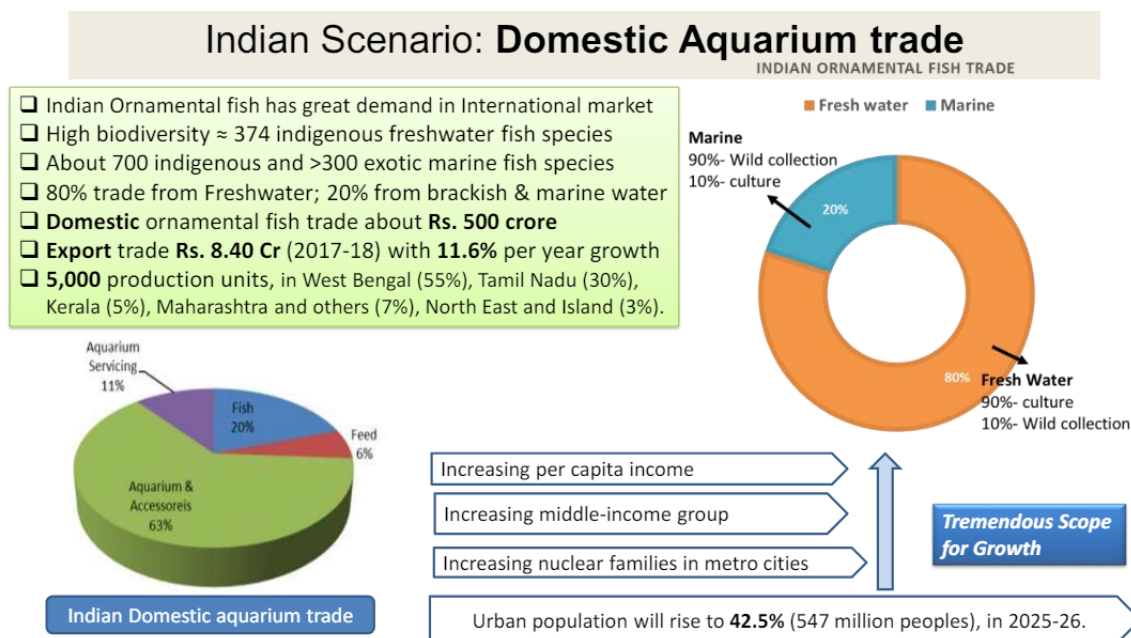 Indian Scenario: Domestic Aquarium trade
INDIAN ORNAMENTAL FISH TRADE
❑ Indian Ornamental fish has great demand in International market
❑ High biodiversity ≈ 374 indigenous freshwater fish species
❑ About 700 indigenous and >300 exotic marine fish species
❑ 80% trade from Freshwater; 20% from brackish & marine water
❑ Domestic ornamental fish trade about Rs. 500 crore
❑ Export trade Rs. 8.40 Cr (2017-18) with 11.6% per year growth
❑ 5,000 production units, in West Bengal (55%), Tamil Nadu (30%),
Kerala (5%), Maharashtra and others (7%), North East and Island (3%).
Fresh water Marine
Marine
90%- Wild collection
10%- culture
20%
80%
Fresh Water
90%- culture
10%- Wild collection
Aquarium
Servicing
11%
Fish
20%
Feed
6%
Aquarium &
Accessoreis
63%
Indian Domestic aquarium trade
Increasing per capita income
Increasing middle-income group
Increasing nuclear families in metro cities
Tremendous Scope
for Growth
Urban population will rise to 42.5% (547 million peoples), in 2025-26.